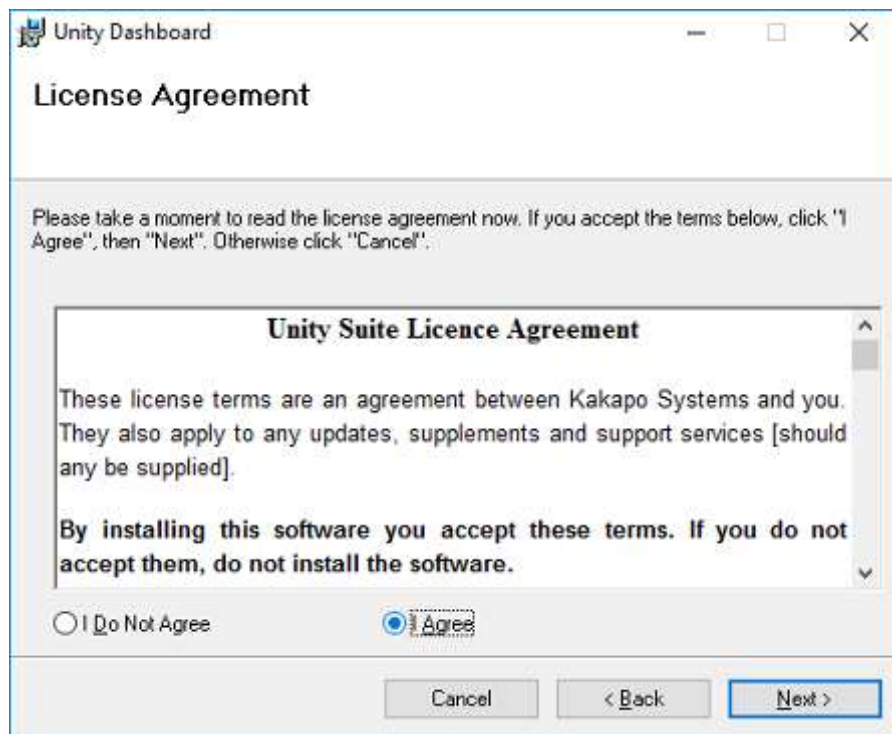 Unity Dashboard
License Agreement
Please take a moment to read the license agreement now. If you accept the terms below, click "I
Agree", then "Next". Otherwise click "Cancel".
Unity Suite Licence Agreement
These license terms are an agreement between Kakapo Systems and you.
They also apply to any updates, supplements and support services [should
any be supplied].
By installing this software you accept these terms. If you do not
accept them, do not install the software.
I Do Not Agree
I Agree
Cancel
< Back
Next >